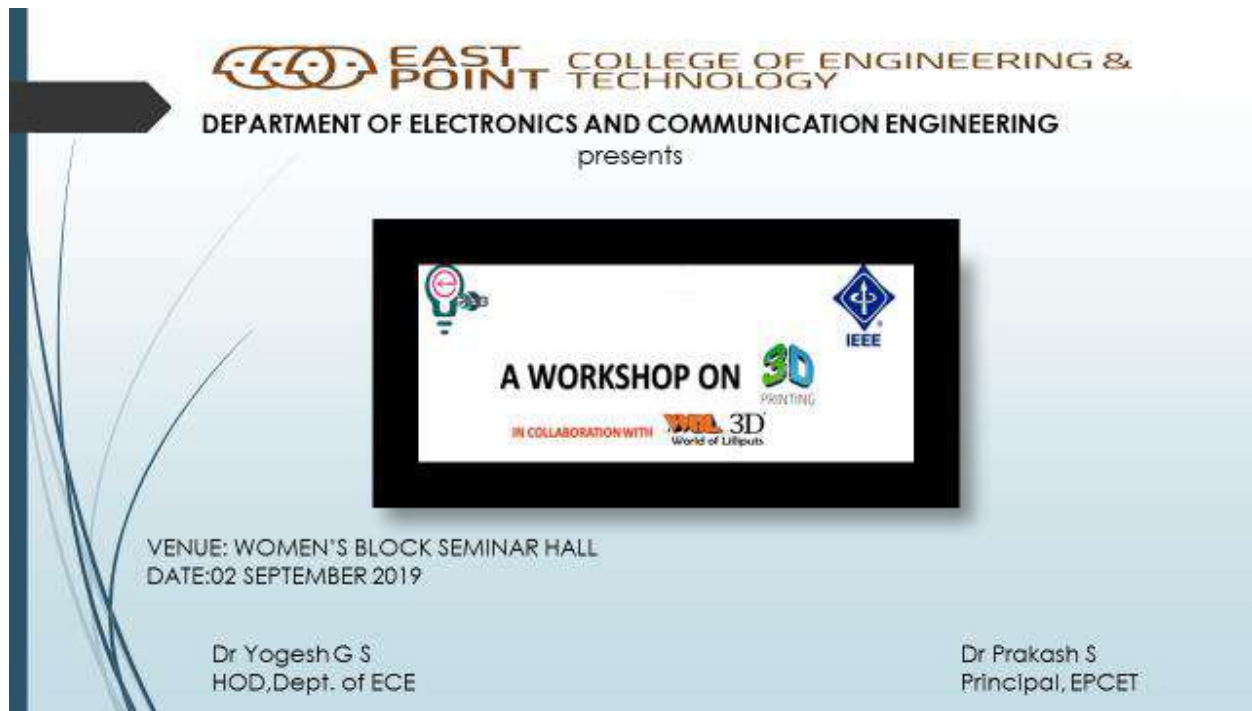 EAST POINT COLLEGE OF ENGINEERING & TECHNOLOGY
DEPARTMENT OF ELECTRONICS AND COMMUNICATION ENGINEERING
presents
IEEE
A WORKSHOP ON 3D PRINTING
IN COLLABORATION WITH WOL 3D
World of Lilliputs
VENUE: WOMEN'S BLOCK SEMINAR HALL
DATE:02 SEPTEMBER 2019
Dr Yogesh G S
HOD,Dept. of ECE
Dr Prakash S
Principal, EPCET